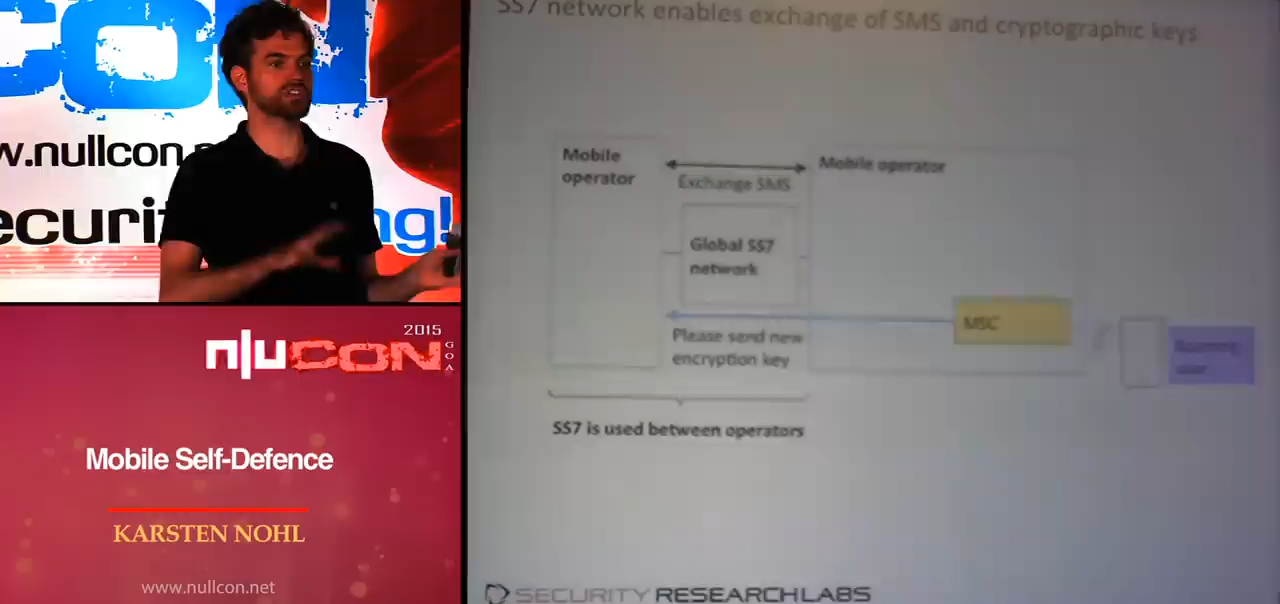 w.nullcon.n
ecurit ng!
n|u CON
2015
GOA
Mobile Self-Defence
KARSTEN NOHL
www.nullcon.net
SS7 network enables exchange of SMS and cryptographic keys
Mobile
operator
Exchange SMS
Mobile operator
Global SS7
network
MSC
Please send new
encryption key
SS7 is used between operators
SECURITY RESEARCH LABS